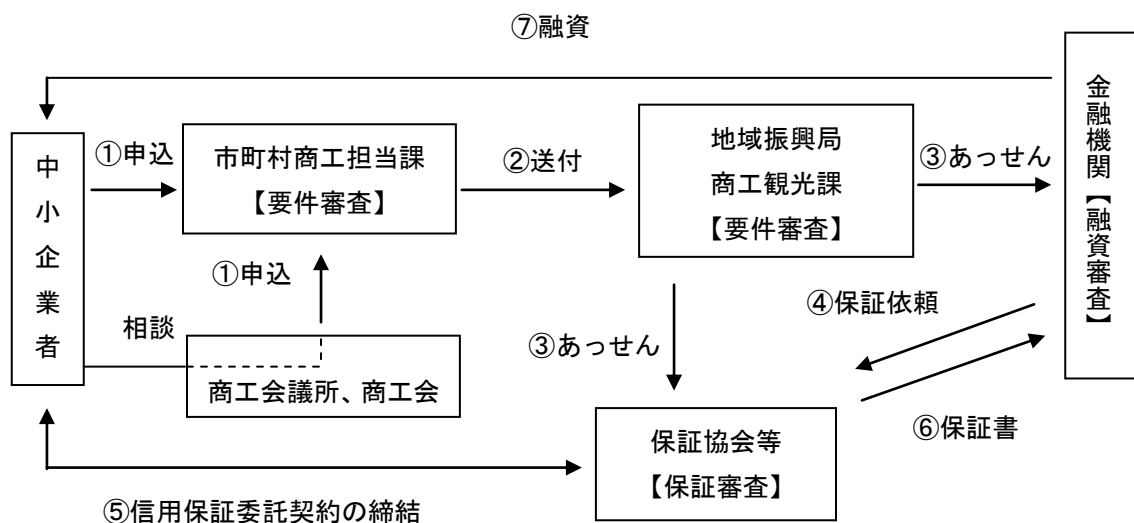 ⑦融資
中小企業者
①申込
市町村商工担当課
【要件審査】
②送付
地域振興局
商工観光課
【要件審査】
③あっせん
金融機関【融資審査】
①申込
相談
商工会議所、商工会
③あっせん
④保証依頼
保証協会等
【保証審査】
⑥保証書
⑤信用保証委託契約の締結